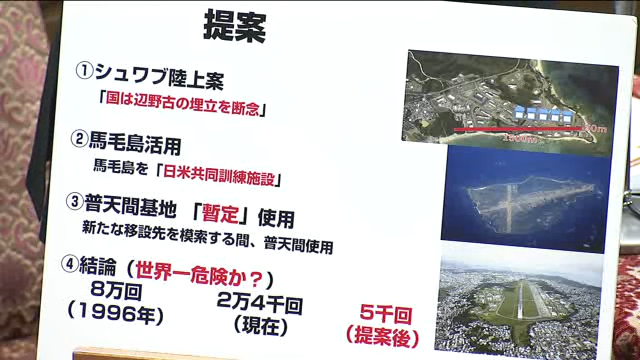 提案
①シュワブ陸上案
「国は辺野古の埋立を断念」
②馬毛島活用
馬毛島を「日米共同訓練施設」
③普天間基地 「暫定」使用
新たな移設先を模索する間、普天間使用
④結論（世界一危険か？）
8万回
（1996年）
2万4千回
（現在）
5千回
（提案後）